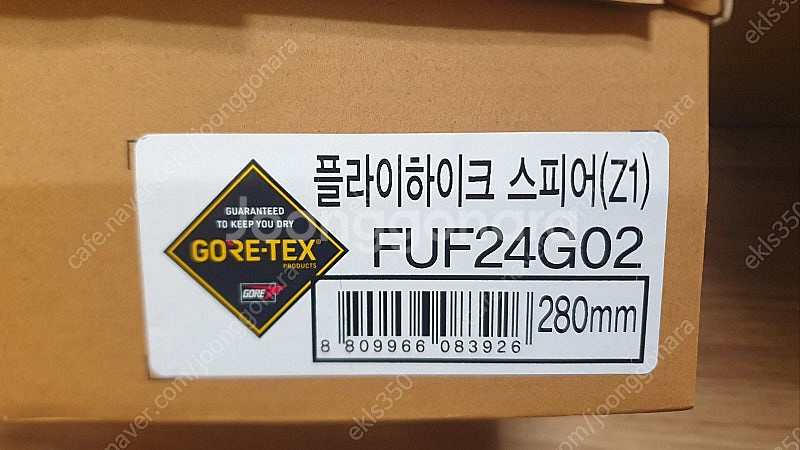 플라이하이크 스피어(Z1)
FUF24G02
GUARANTEED
TO KEEP YOU DRY
GORE-TEX®
PRODUCTS
GORE
280mm
8 809966 083926
Joonggonara
cafe.naver.com/joonggonara
ekls350